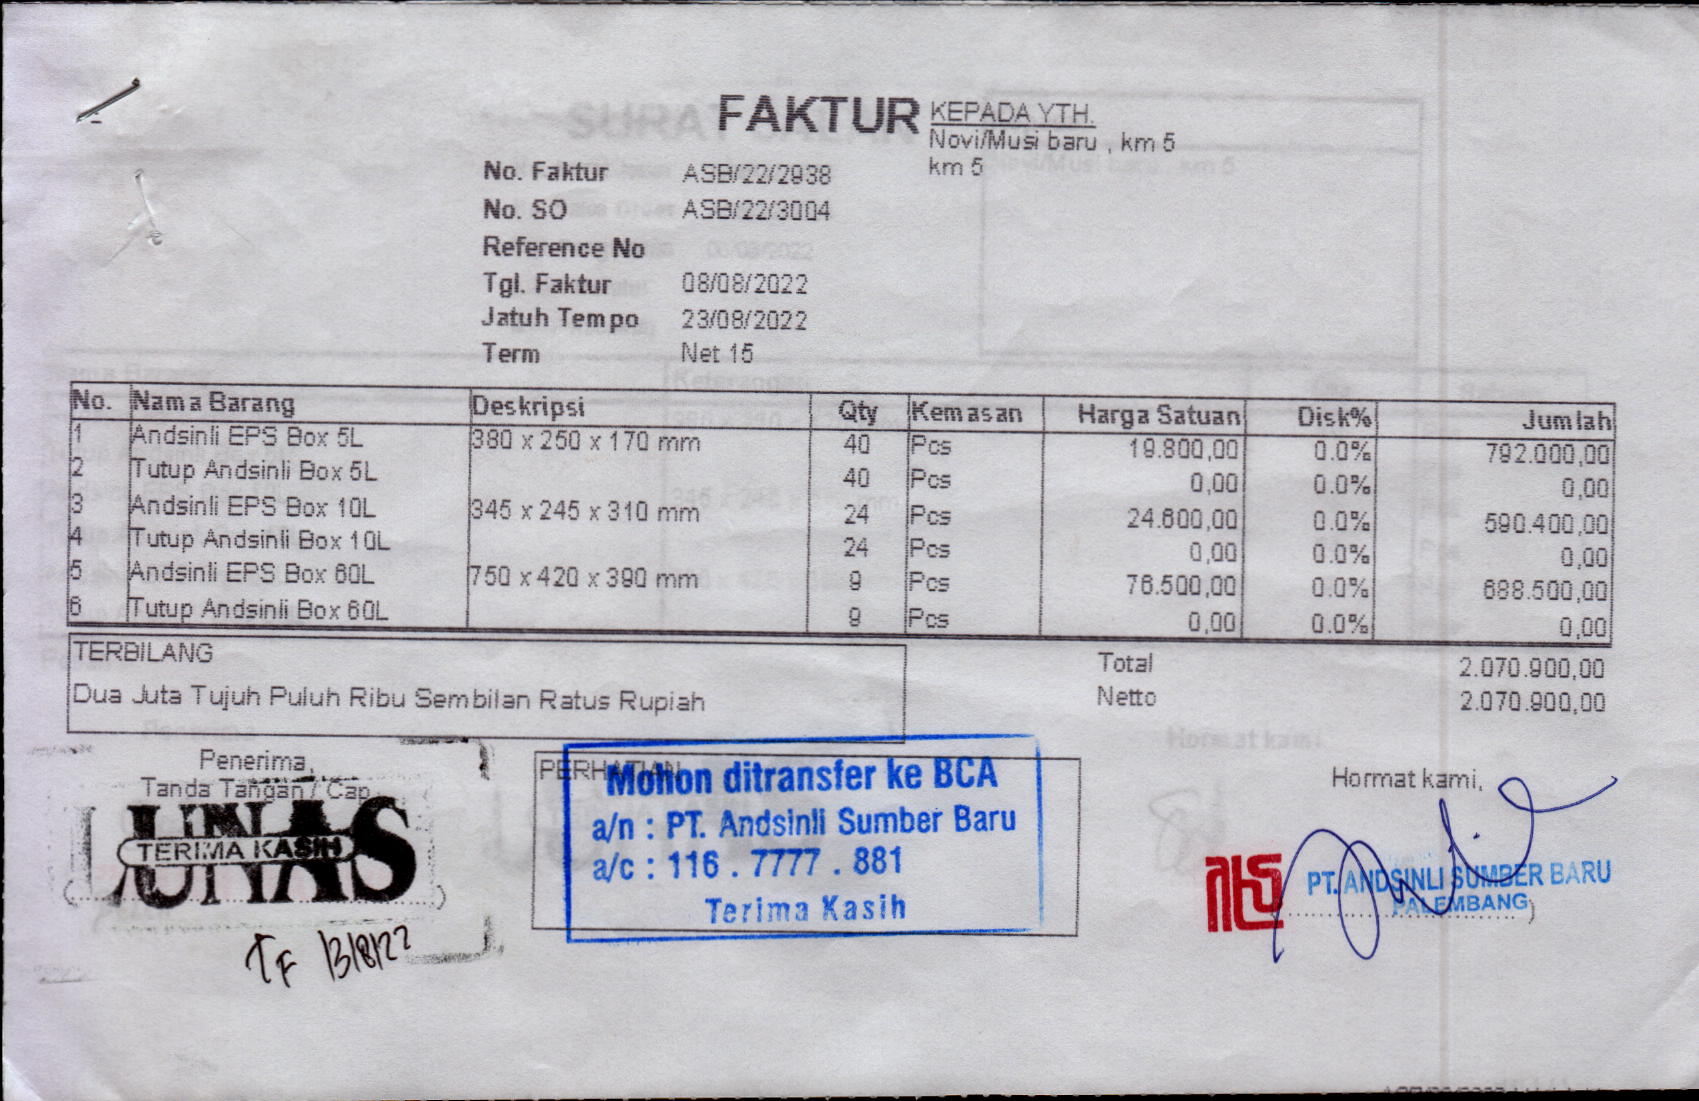 FAKTUR
KEPADA YTH.
Novi/Musi baru , km 5
km 5
No. Faktur ASB/22/2938
No. SO ASB/22/3004
Reference No
Tgl. Faktur 08/08/2022
Jatuh Tempo 23/08/2022
Term Net 15
No. Nama Barang Deskripsi Qty Kemasan Harga Satuan Disk% Jumlah
1 Andsinli EPS Box 5L 380 x 250 x 170 mm 40 Pcs 19.800,00 0.0% 792.000,00
2 Tutup Andsinli Box 5L 40 Pcs 0,00 0.0% 0,00
3 Andsinli EPS Box 10L 345 x 245 x 310 mm 24 Pcs 24.600,00 0.0% 590.400,00
4 Tutup Andsinli Box 10L 24 Pcs 0,00 0.0% 0,00
5 Andsinli EPS Box 60L 750 x 420 x 390 mm 9 Pcs 76.500,00 0.0% 688.500,00
6 Tutup Andsinli Box 60L 9 Pcs 0,00 0.0% 0,00
TERBILANG
Dua Juta Tujuh Puluh Ribu Sembilan Ratus Rupiah
Total 2.070.900,00
Netto 2.070.900,00
Penerima,
Tanda Tangan / Cap
LUNAS
TERIMA KASIH
TF 13/8/22
PERHATIAN
Mohon ditransfer ke BCA
a/n : PT. Andsinli Sumber Baru
a/c : 116 . 7777 . 881
Terima Kasih
Hormat kami,
PT. ANDSINLI SUMBER BARU
PALEMBANG